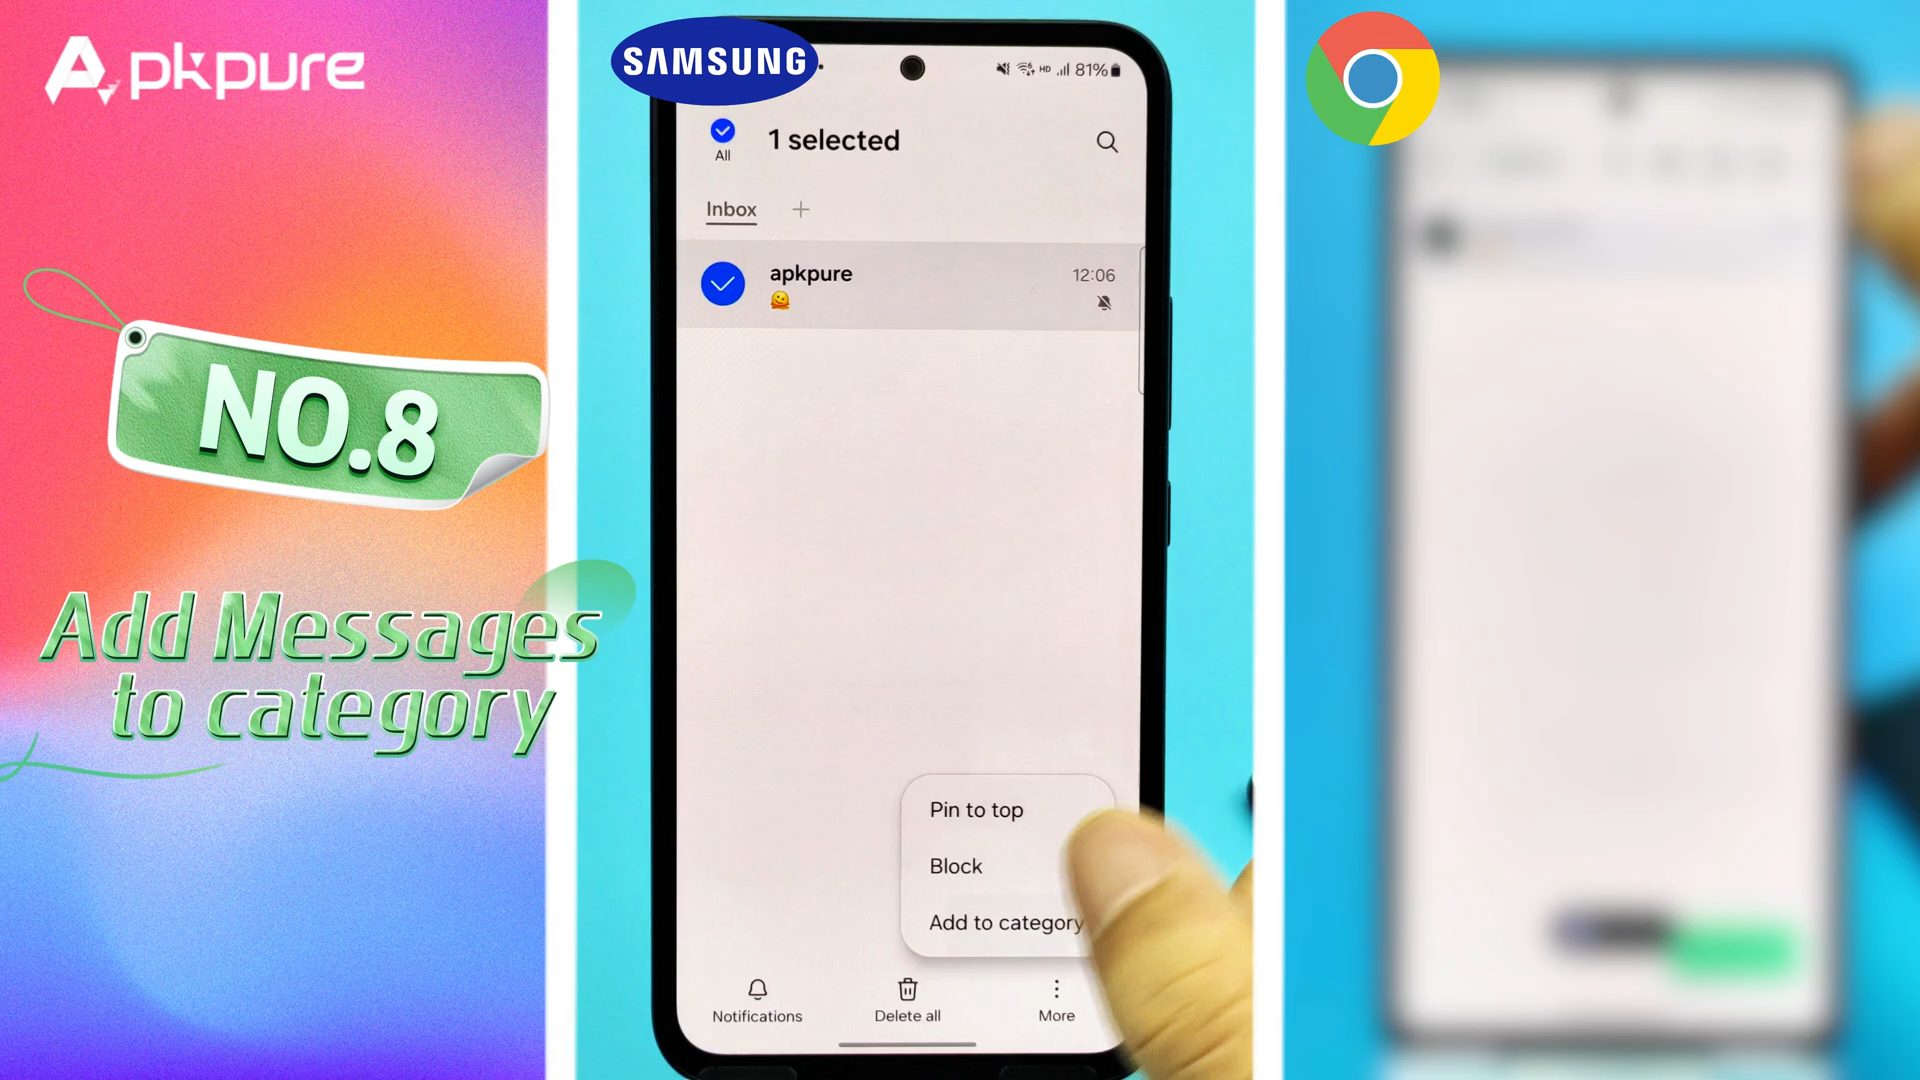 Apkpure
NO.8
Add Messages
to category
SAMSUNG
HD 81%
All
1 selected
Inbox
apkpure
12:06
Pin to top
Block
Add to category
Notifications
Delete all
More